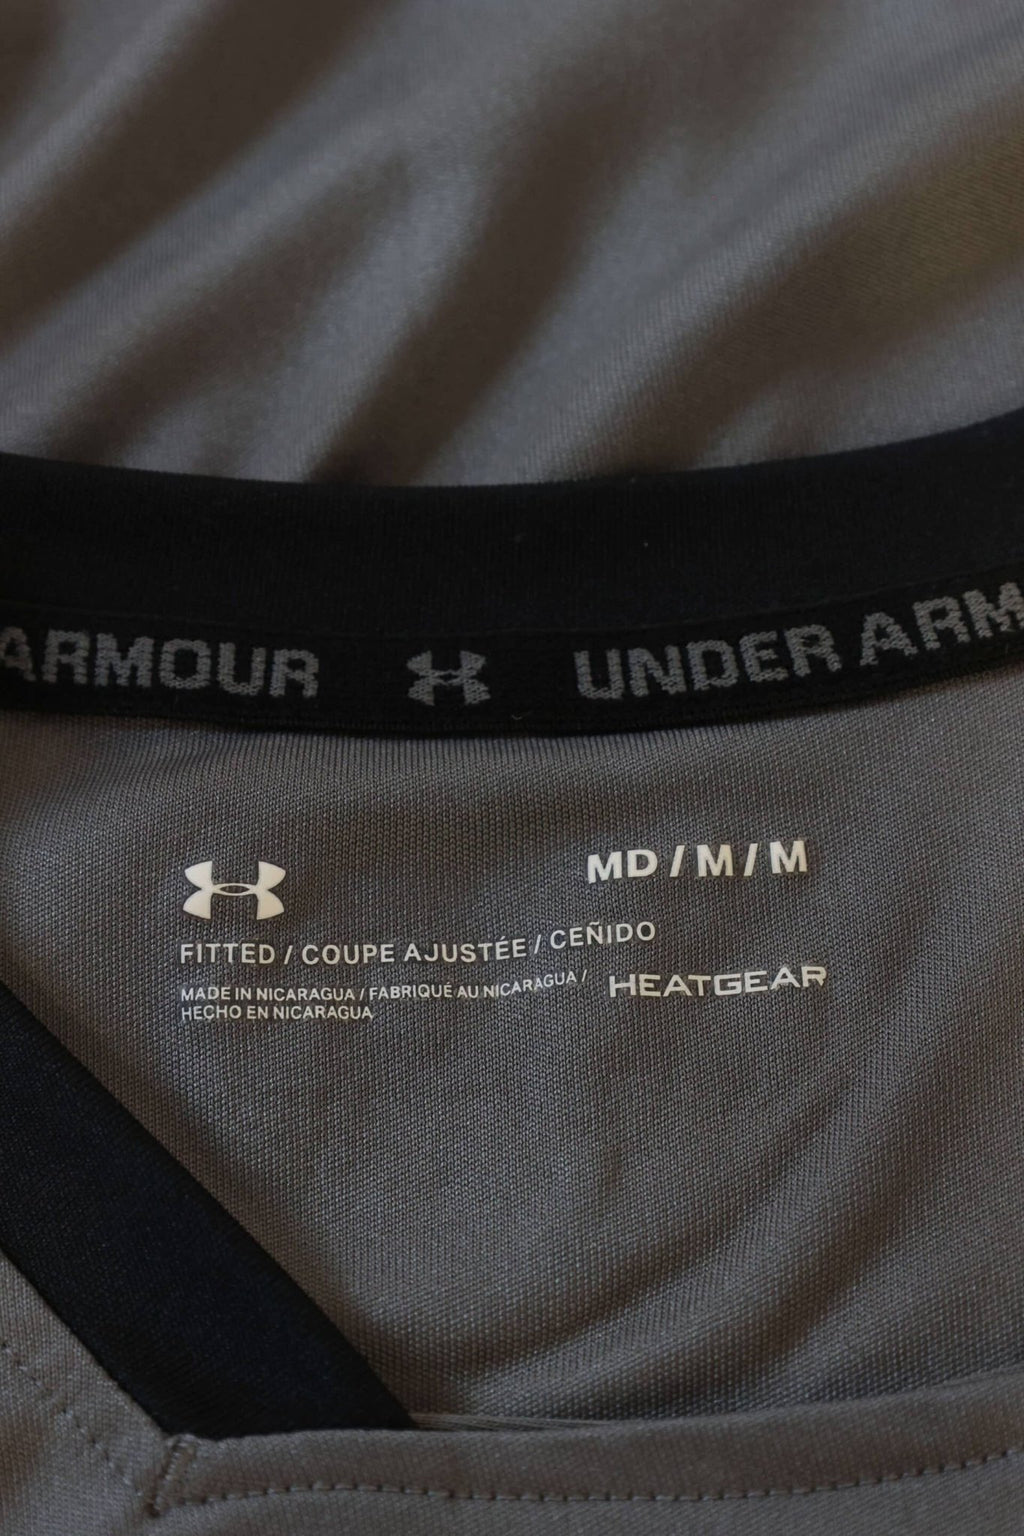 ARMOUR UNDER ARM
MD / M / M
FITTED / COUPE AJUSTÉE / CEÑIDO
MADE IN NICARAGUA / FABRIQUÉ AU NICARAGUA /
HECHO EN NICARAGUA
HEATGEAR